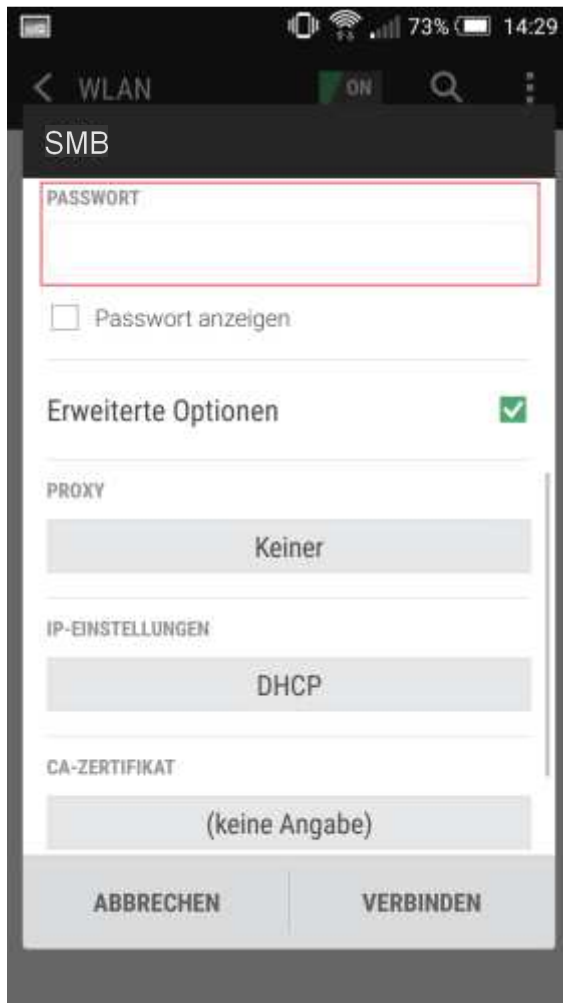 73% 14:29
WLAN ON
SMB
PASSWORT
Passwort anzeigen
Erweiterte Optionen
PROXY
Keiner
IP-EINSTELLUNGEN
DHCP
CA-ZERTIFIKAT
(keine Angabe)
ABBRECHEN VERBINDEN